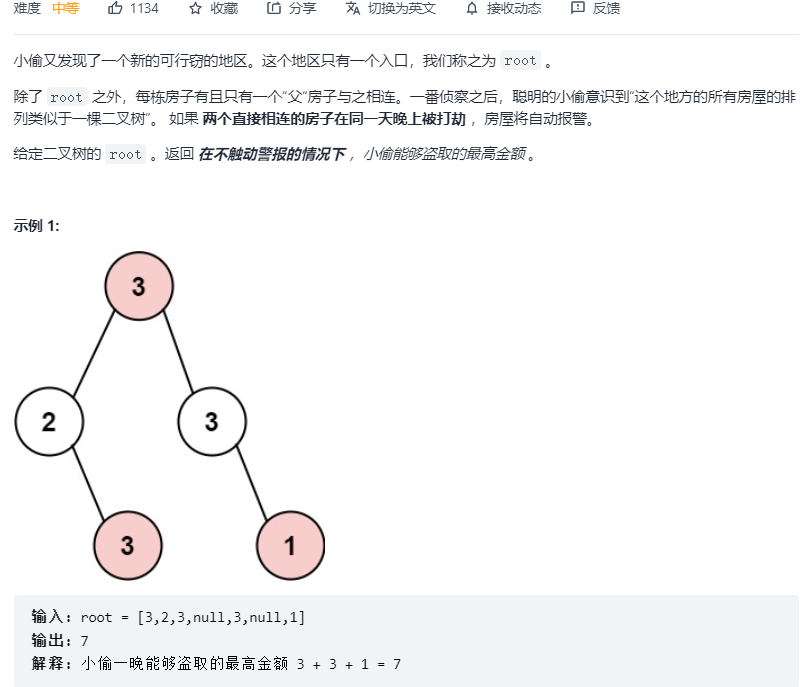 难度 中等 1134 收藏 分享 切换为英文 接收动态 反馈
小偷又发现了一个新的可行窃的地区。这个地区只有一个入口，我们称之为 root 。
除了 root 之外，每栋房子有且只有一个“父“房子与之相连。一番侦察之后，聪明的小偷意识到“这个地方的所有房屋的排
列类似于一棵二叉树”。 如果 两个直接相连的房子在同一天晚上被打劫 ，房屋将自动报警。
给定二叉树的 root 。返回 在不触动警报的情况下 ，小偷能够盗取的最高金额 。
示例 1:
3
2 3
3 1
输入： root = [3,2,3,null,3,null,1]
输出： 7
解释： 小偷一晚能够盗取的最高金额 3 + 3 + 1 = 7